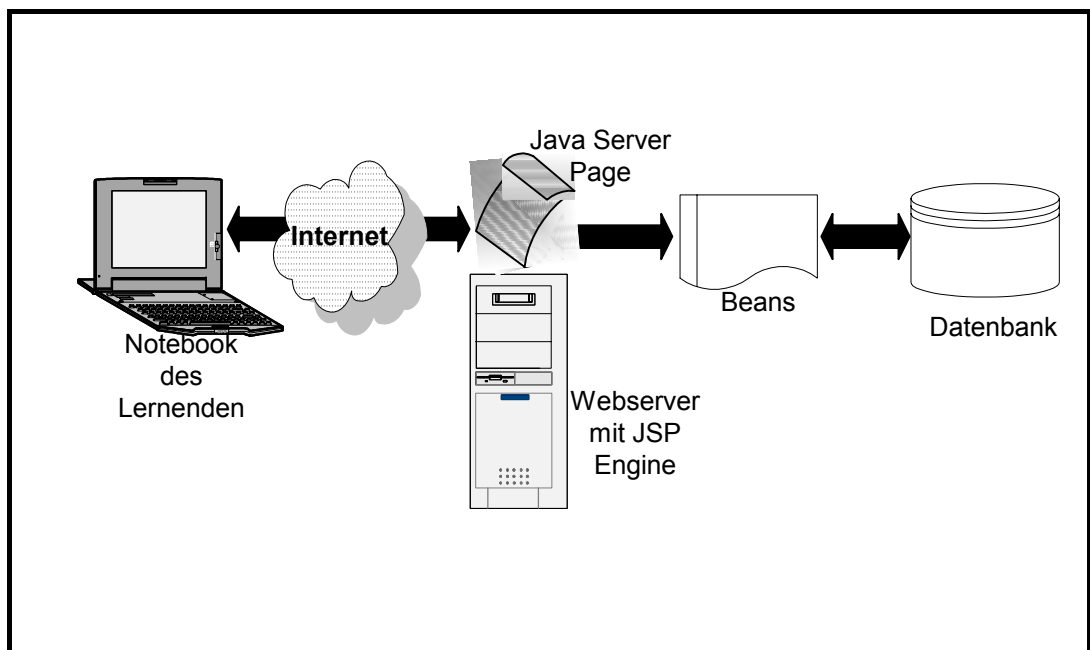 Java Server
Page
Internet
Notebook
des
Lernenden
Beans
Datenbank
Webserver
mit JSP
Engine